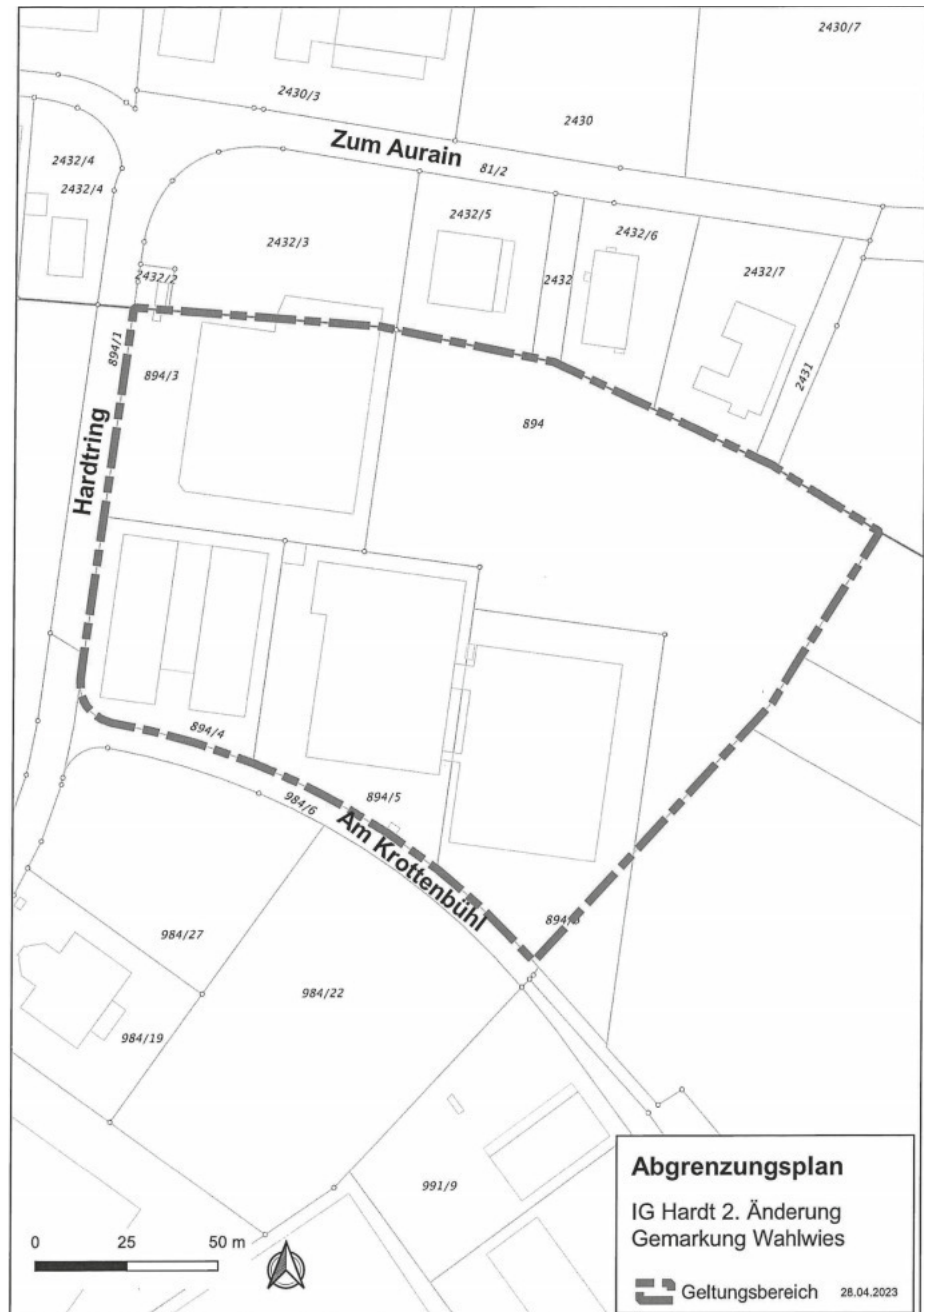 2430/7
2430/3
2430
Zum Aurain
81/2
2432/4
2432/4
2432/5
2432/6
2432/3
2432/2
2432
2432/7
2431
894/1
894/3
894
Hardtring
894/4
984/6
894/5
Am Krottenbühl
984/27
984/22
984/19
991/9
Abgrenzungsplan
IG Hardt 2. Änderung
Gemarkung Wahlwies
0 25 50 m
Geltungsbereich 28.04.2023